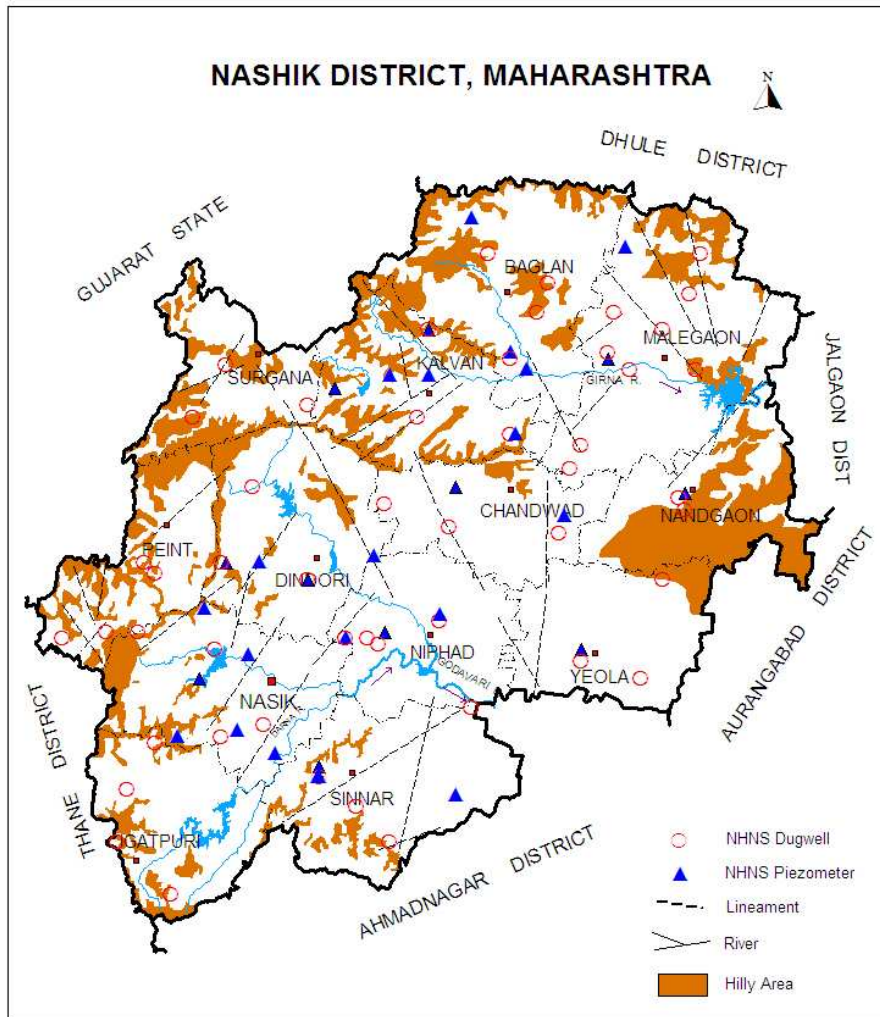 NASHIK DISTRICT, MAHARASHTRA
N
DHULE DISTRICT
GUJARAT STATE
BAGLAN
MALEGAON
KALVAN
SURGANA
GIRNA R.
JALGAON DIST
CHANDWAD
NANDGAON
PEINT
DINDORI
NIPHAD
GODAVARI
YEOLA
AURANGABAD DISTRICT
NASIK
THANE DISTRICT
SINNAR
IGATPURI
AHMADNAGAR DISTRICT
NHNS Dugwell
NHNS Piezometer
Lineament
River
Hilly Area